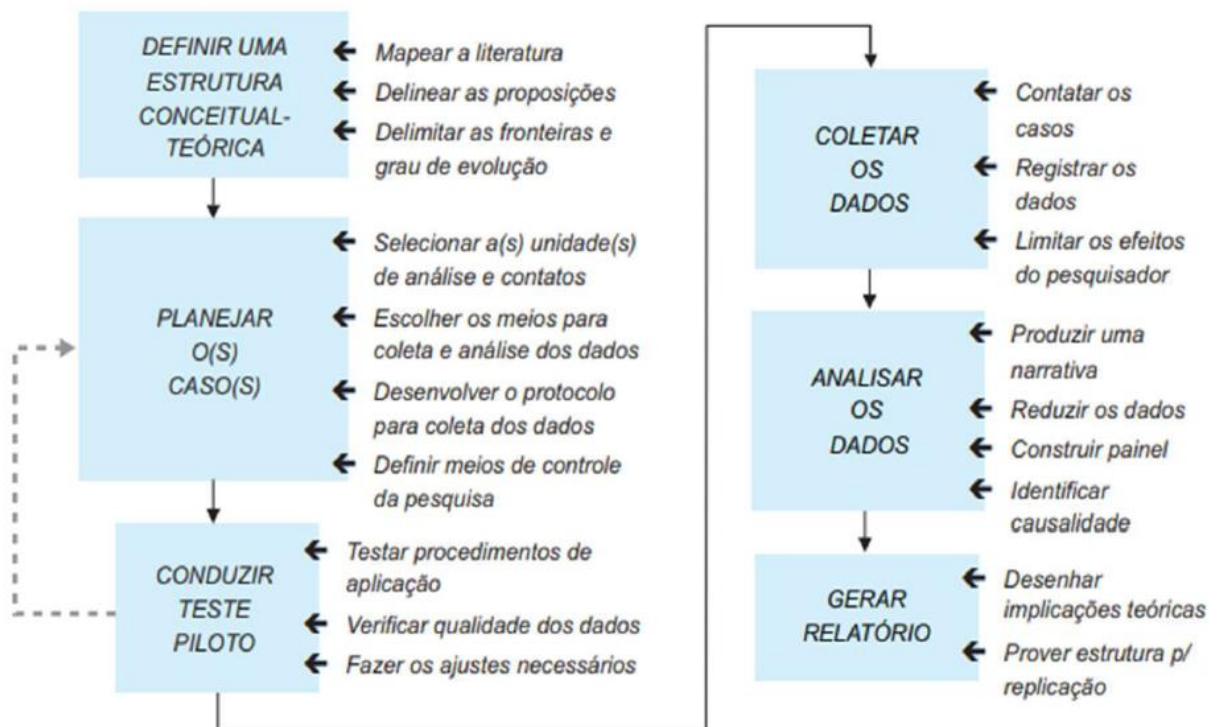 DEFINIR UMA
ESTRUTURA
CONCEITUAL-
TEÓRICA
Mapear a literatura
Delinear as proposições
Delimitar as fronteiras e
grau de evolução
PLANEJAR
O(S)
CASO(S)
Selecionar a(s) unidade(s)
de análise e contatos
Escolher os meios para
coleta e análise dos dados
Desenvolver o protocolo
para coleta dos dados
Definir meios de controle
da pesquisa
CONDUZIR
TESTE
PILOTO
Testar procedimentos de
aplicação
Verificar qualidade dos dados
Fazer os ajustes necessários
COLETAR
OS
DADOS
Contatar os
casos
Registrar os
dados
Limitar os efeitos
do pesquisador
ANALISAR
OS
DADOS
Produzir uma
narrativa
Reduzir os dados
Construir painel
Identificar
causalidade
GERAR
RELATÓRIO
Desenhar
implicações teóricas
Prover estrutura p/
replicação